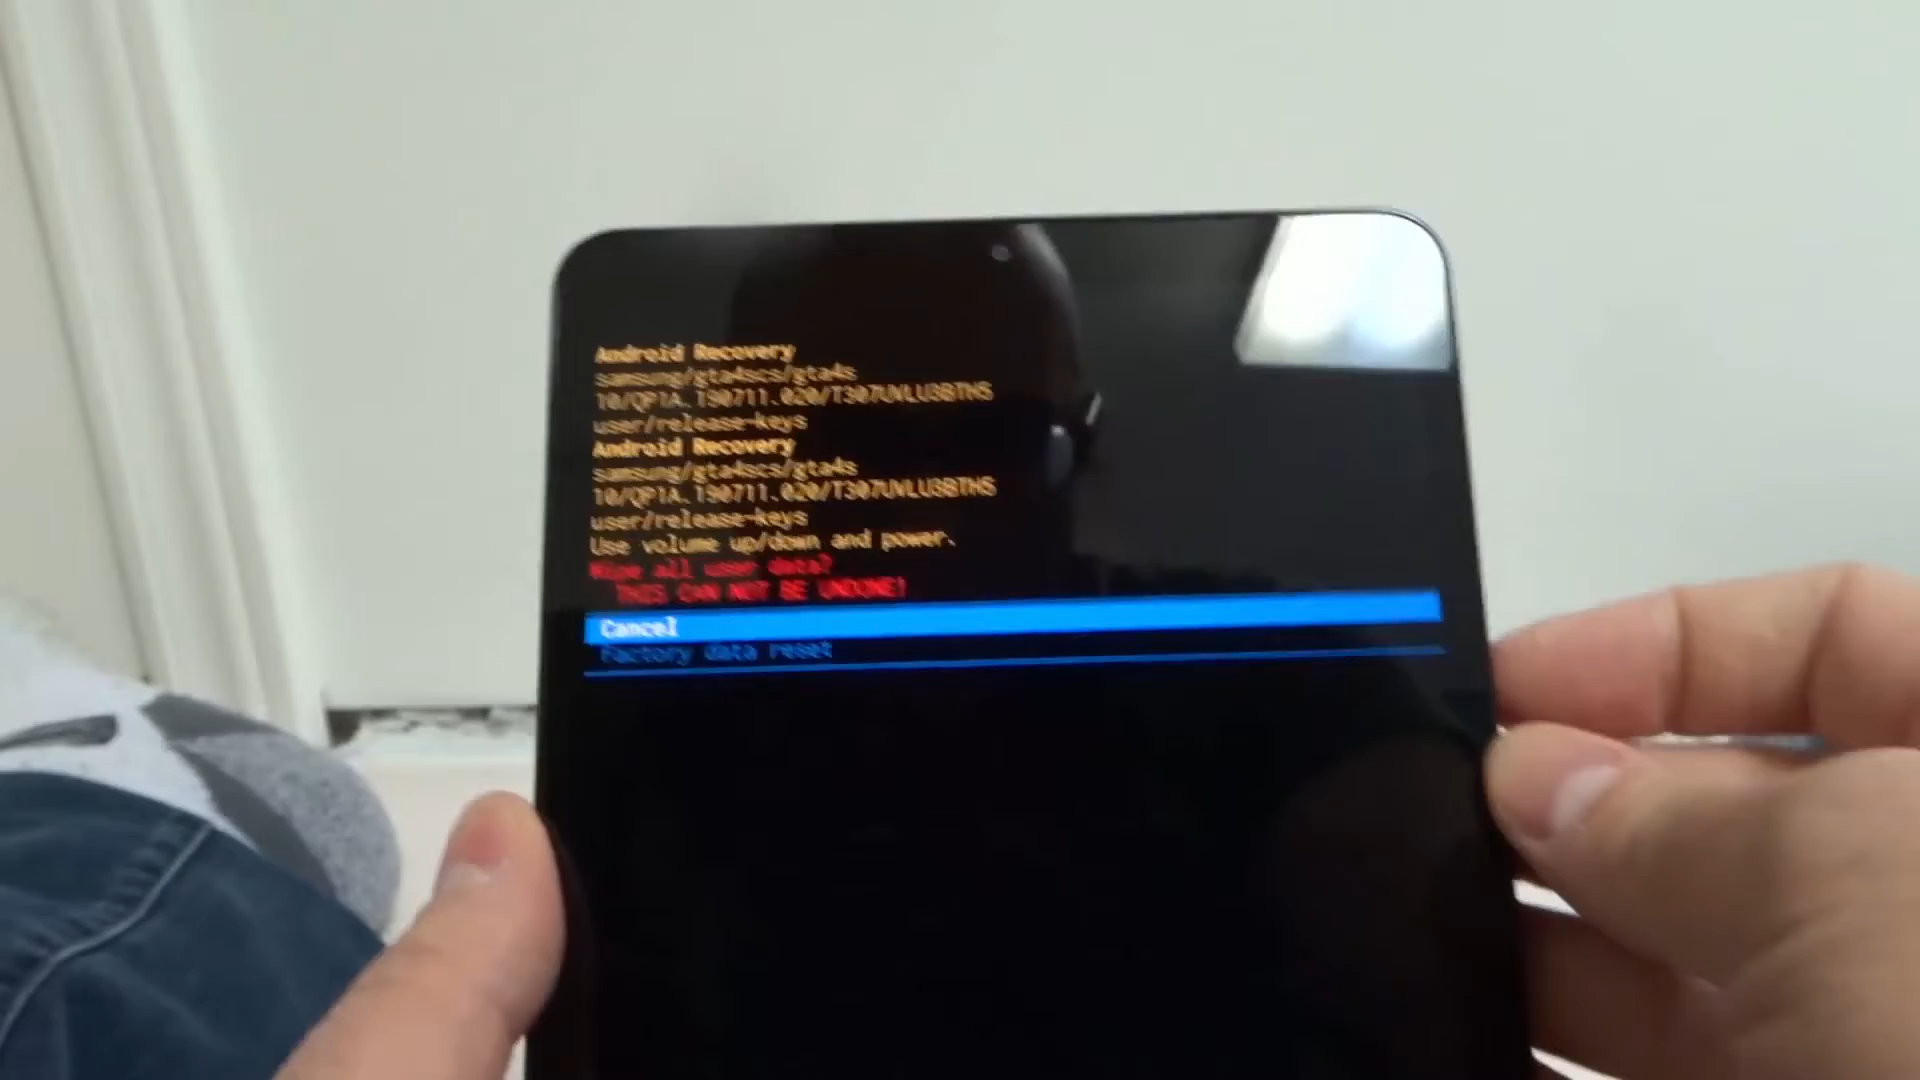 Android Recovery
samsung/gta4scs/gta4s
10/QP1A.190711.020/T307UVLU3BTH5
user/release-keys
Android Recovery
samsung/gta4scs/gta4s
10/QP1A.190711.020/T307UVLU3BTH5
user/release-keys
Use volume up/down and power.
Wipe all user data?
THIS CAN NOT BE UNDONE!
Cancel
Factory data reset